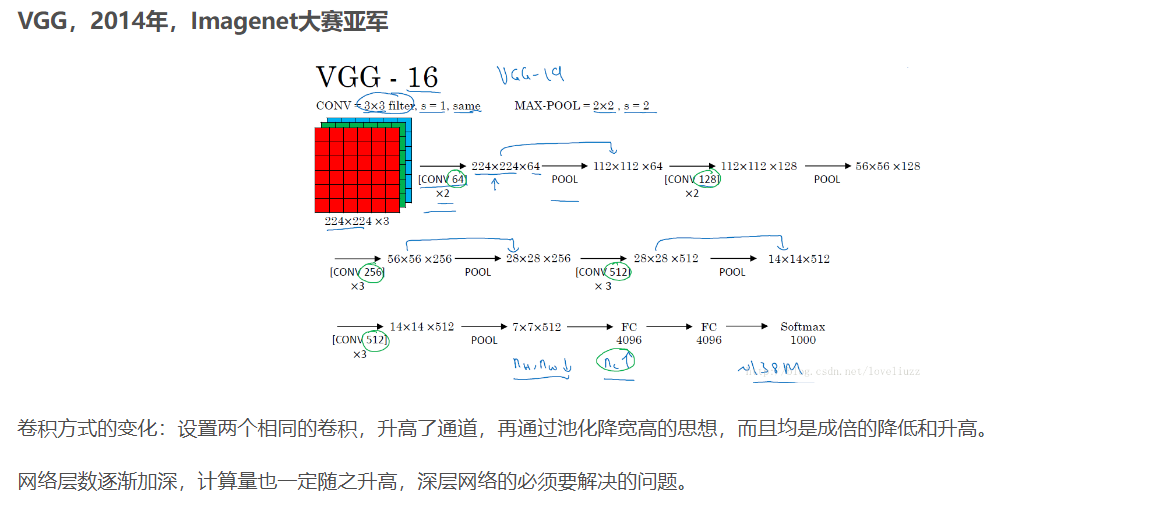 VGG，2014年，Imagenet大赛亚军
VGG - 16 VGG-19
CONV = 3×3 filter, s = 1, same MAX-POOL = 2×2 , s = 2
224×224×64 112×112 ×64 112×112 ×128 56×56 ×128
[CONV 64] POOL [CONV 128] POOL
×2 ×2
224×224 ×3
56×56 ×256 28×28 ×256 28×28 ×512 14×14×512
[CONV 256] POOL [CONV 512] POOL
×3 × 3
14×14 ×512 7×7×512 FC FC Softmax
[CONV 512] POOL 4096 4096 1000
×3
nH, nW ↓ nC ↑ ~138M
csdn.net/loveliuzz
卷积方式的变化：设置两个相同的卷积，升高了通道，再通过池化降宽高的思想，而且均是成倍的降低和升高。
网络层数逐渐加深，计算量也一定随之升高，深层网络的必须要解决的问题。